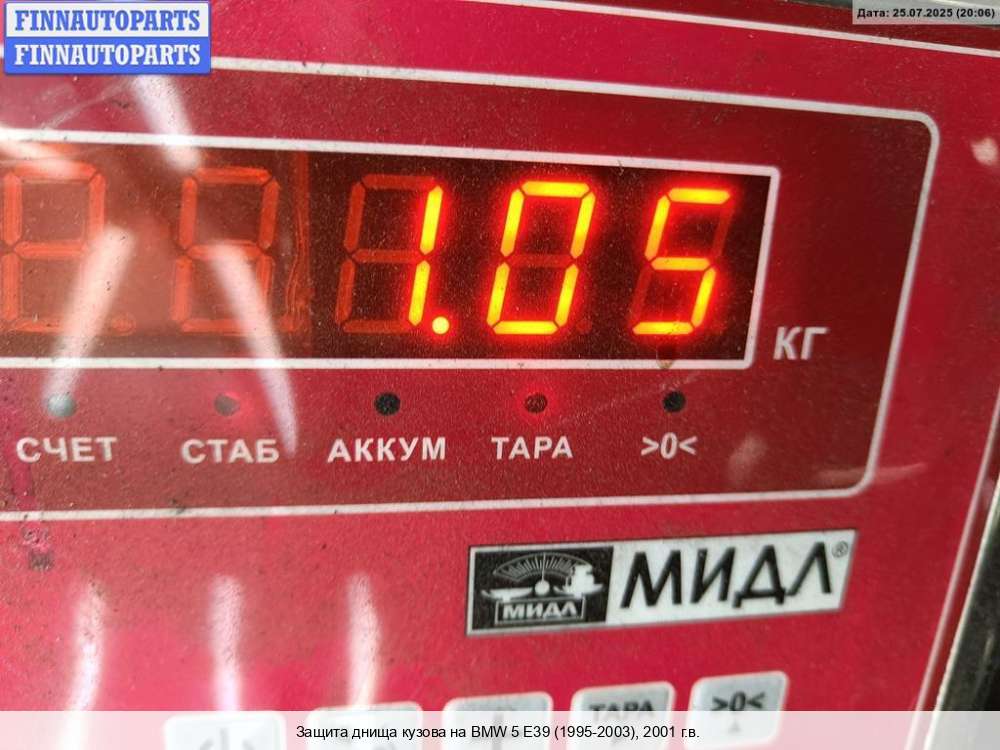 FINNAUTOPARTS
FINNAUTOPARTS
Дата: 25.07.2025 (20:06)
1.05
КГ
СЧЕТ СТАБ АККУМ ТАРА >0<
МИДЛ МИДЛ®
ТАРА >0<
Защита днища кузова на BMW 5 E39 (1995-2003), 2001 г.в.